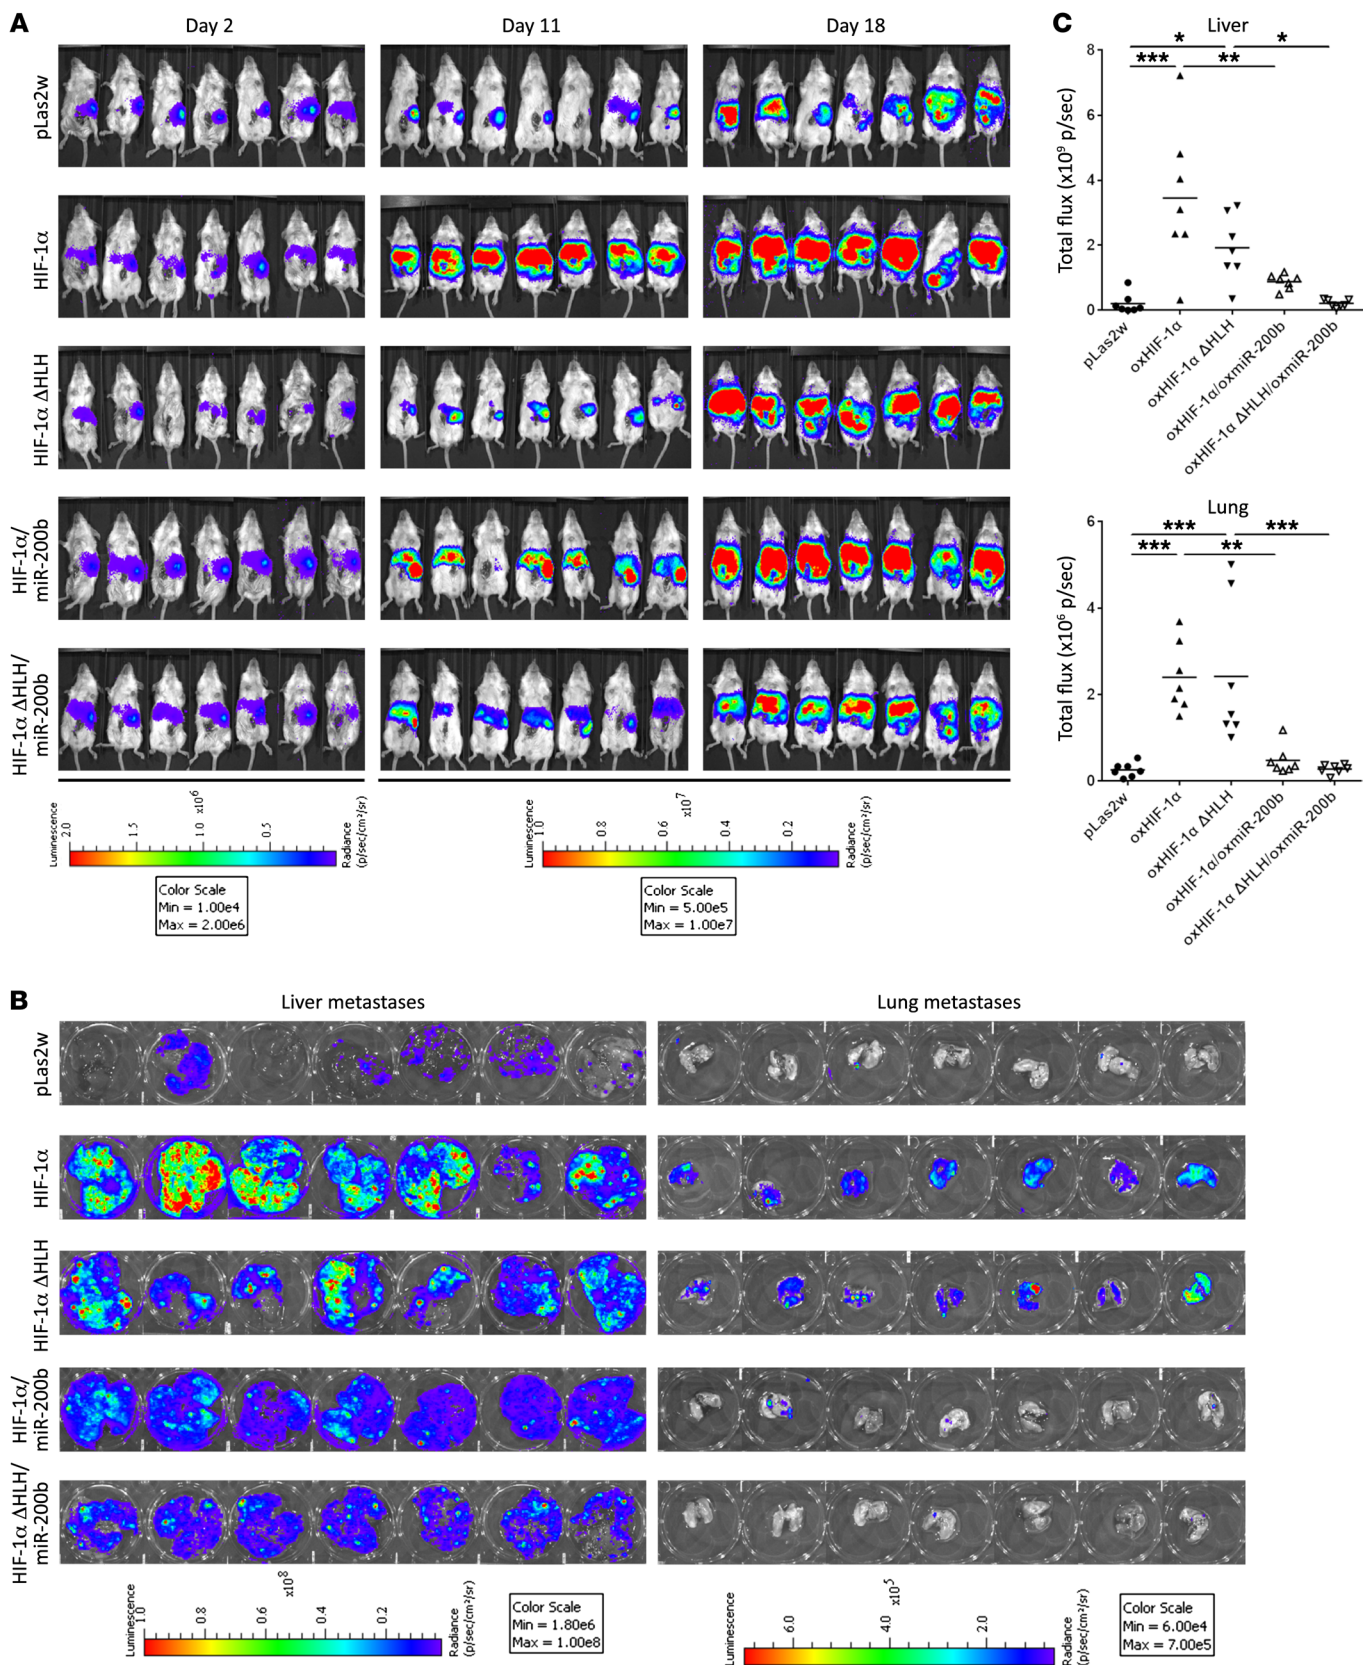 A
Day 2
Day 11
Day 18
pLas2w
HIF-1α
HIF-1α ΔHLH
HIF-1α/
miR-200b
HIF-1α ΔHLH/
miR-200b
Luminescence
2.0
1.5
1.0
x10⁶
0.5
Radiance
(p/sec/cm²/sr)
Color Scale
Min = 1.00e4
Max = 2.00e6
Luminescence
1.0
0.8
0.6
x10⁷
0.4
0.2
Radiance
(p/sec/cm²/sr)
Color Scale
Min = 5.00e5
Max = 1.00e7
C
Liver
* *
*** **
Total flux (x10⁹ p/sec)
8
6
4
2
0
pLas2w
oxHIF-1α
oxHIF-1α ΔHLH
oxHIF-1α/oxmiR-200b
oxHIF-1α ΔHLH/oxmiR-200b
Lung
*** ***
*** **
Total flux (x10⁶ p/sec)
6
4
2
0
pLas2w
oxHIF-1α
oxHIF-1α ΔHLH
oxHIF-1α/oxmiR-200b
oxHIF-1α ΔHLH/oxmiR-200b
B
Liver metastases
Lung metastases
pLas2w
HIF-1α
HIF-1α ΔHLH
HIF-1α/
miR-200b
HIF-1α ΔHLH/
miR-200b
Luminescence
1.0
0.8
0.6
x10⁸
0.4
0.2
Radiance
(p/sec/cm²/sr)
Color Scale
Min = 1.80e6
Max = 1.00e8
Luminescence
6.0
4.0
x10⁵
2.0
Radiance
(p/sec/cm²/sr)
Color Scale
Min = 6.00e4
Max = 7.00e5